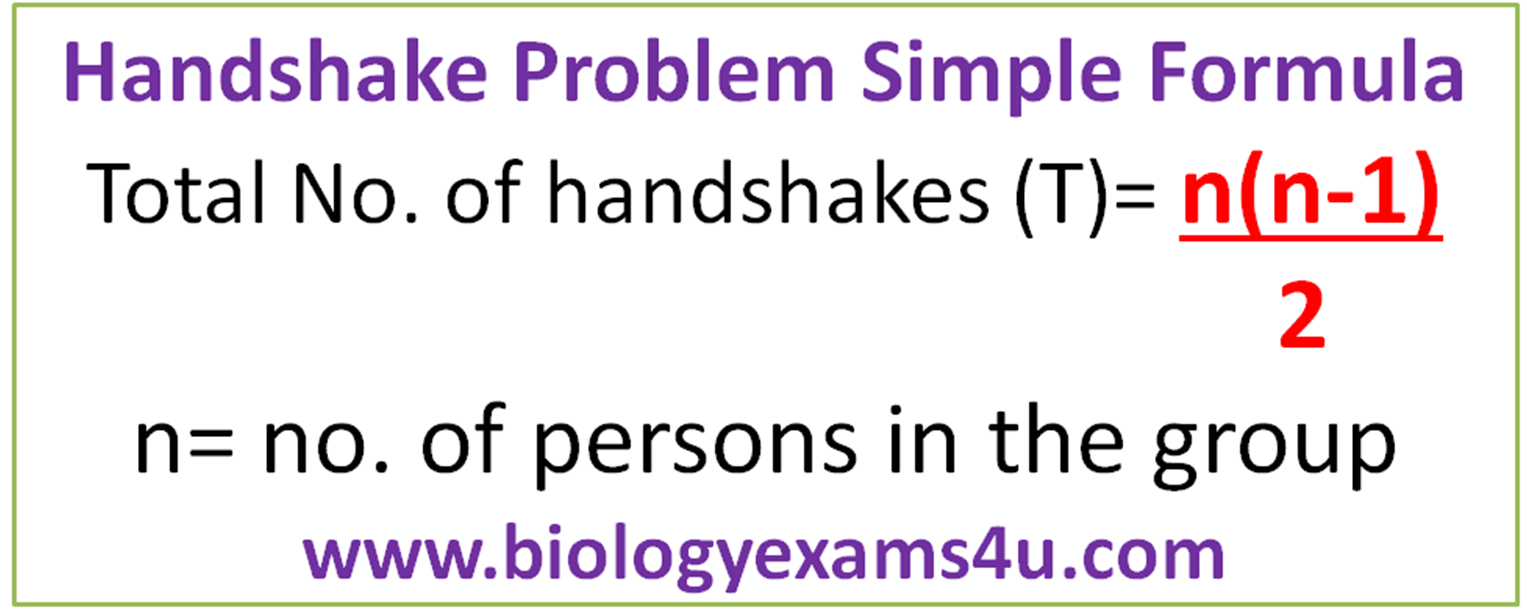 Handshake Problem Simple Formula
Total No. of handshakes (T)= n(n-1)
2
n= no. of persons in the group
www.biologyexams4u.com